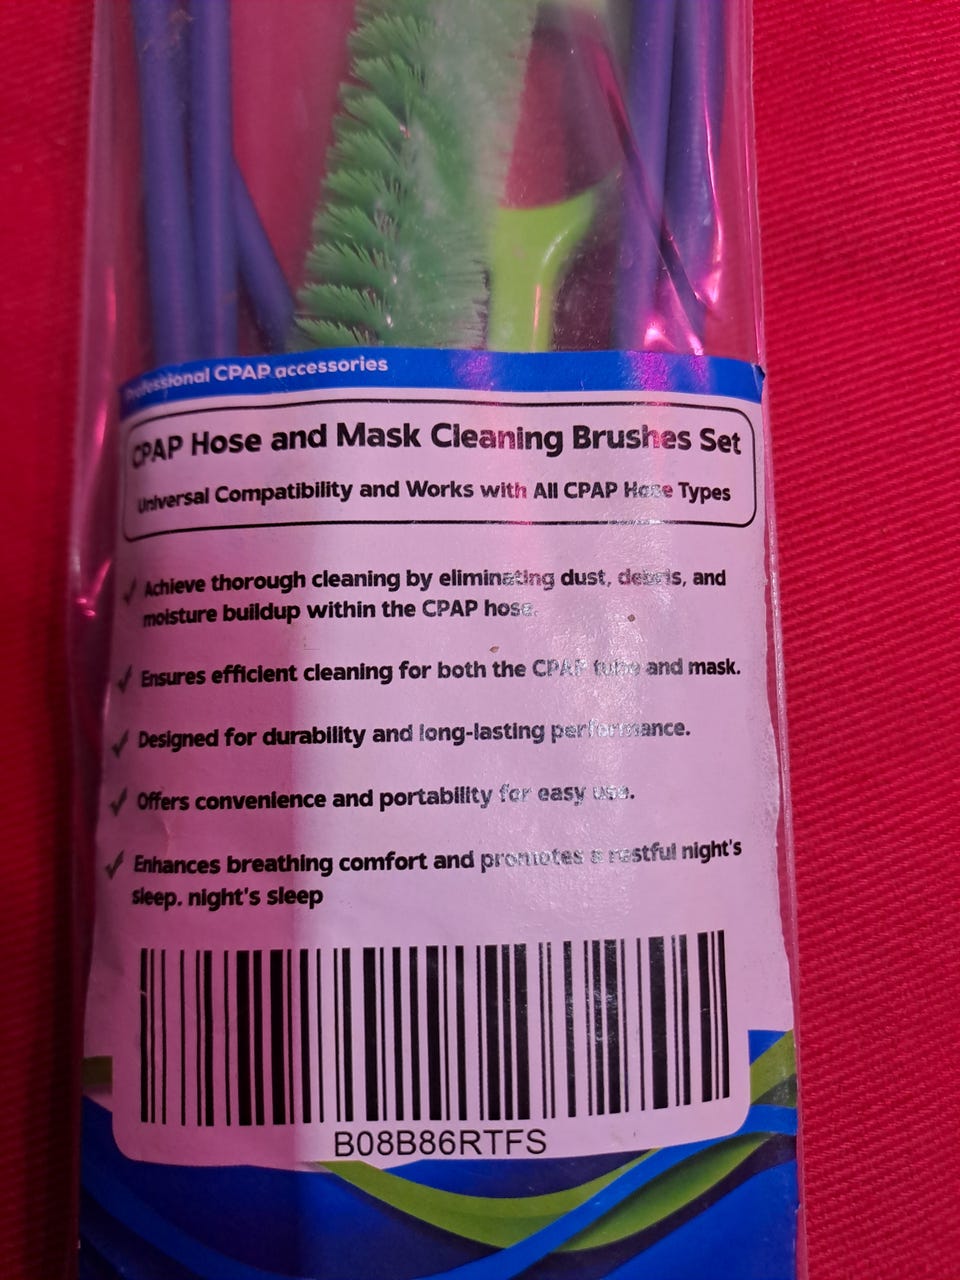 Professional CPAP accessories
CPAP Hose and Mask Cleaning Brushes Set
Universal Compatibility and Works with All CPAP Hose Types
Achieve thorough cleaning by eliminating dust, debris, and
moisture buildup within the CPAP hose.
Ensures efficient cleaning for both the CPAP tube and mask.
Designed for durability and long-lasting performance.
Offers convenience and portability for easy use.
Enhances breathing comfort and promotes a restful night's
sleep. night's sleep
B08B86RTFS